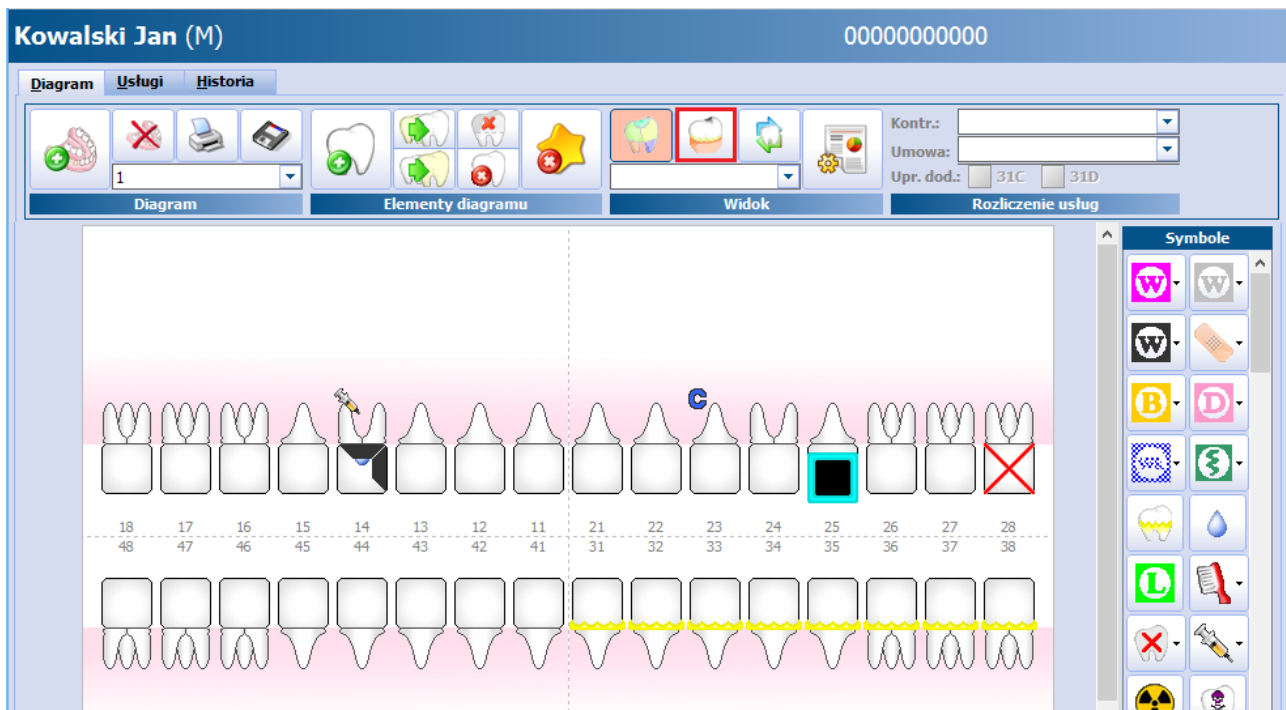 Kowalski Jan (M) 00000000000
Diagram Usługi Historia
Kontr.:
Umowa:
1
Upr. dod.: 31C 31D
Diagram Elementy diagramu Widok Rozliczenie usług
Symbole
W W
W
C
B D
W&
18 17 16 15 14 13 12 11 21 22 23 24 25 26 27 28
48 47 46 45 44 43 42 41 31 32 33 34 35 36 37 38
L